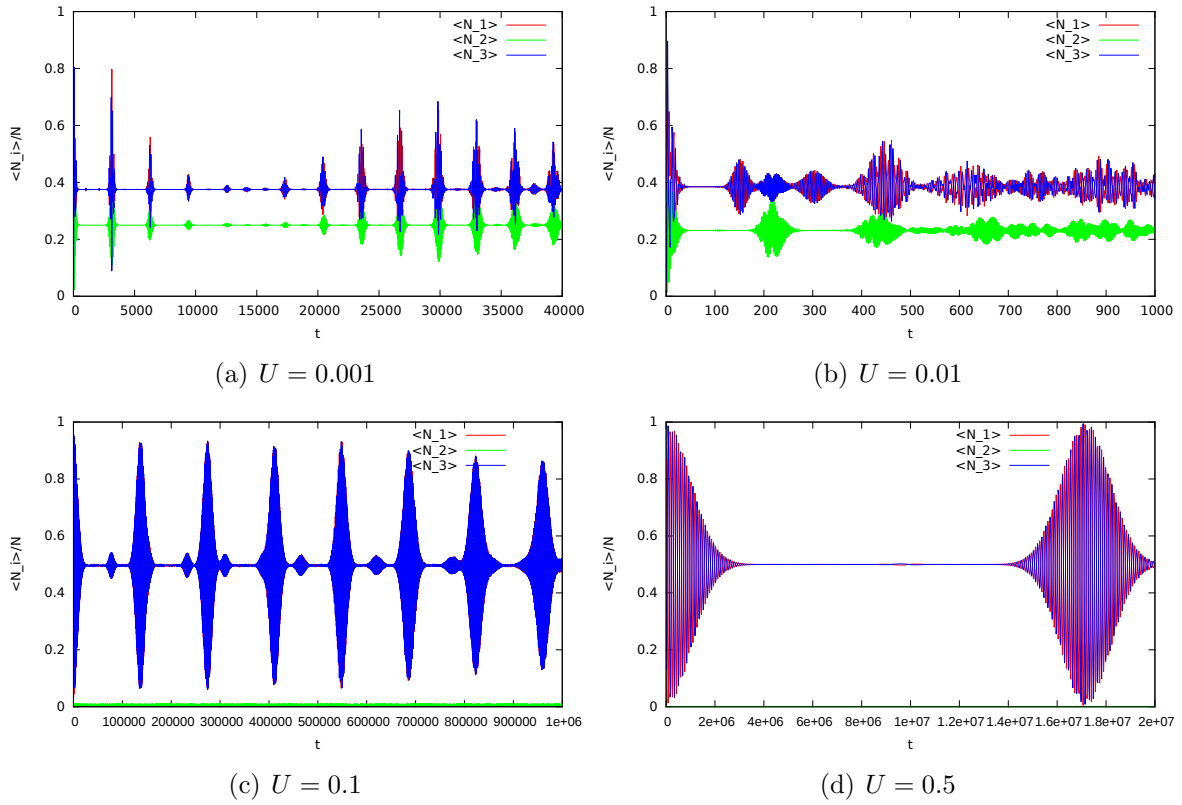 1
0.8
0.6
0.4
0.2
0
<N_i>/N
<N_1>
<N_2>
<N_3>
0 5000 10000 15000 20000 25000 30000 35000 40000
t
(a) U = 0.001
1
0.8
0.6
0.4
0.2
0
<N_i>/N
<N_1>
<N_2>
<N_3>
0 100 200 300 400 500 600 700 800 900 1000
t
(b) U = 0.01
1
0.8
0.6
0.4
0.2
0
<N_i>/N
<N_1>
<N_2>
<N_3>
0 100000 200000 300000 400000 500000 600000 700000 800000 900000 1e+06
t
(c) U = 0.1
1
0.8
0.6
0.4
0.2
0
<N_i>/N
<N_1>
<N_2>
<N_3>
0 2e+06 4e+06 6e+06 8e+06 1e+07 1.2e+07 1.4e+07 1.6e+07 1.8e+07 2e+07
t
(d) U = 0.5